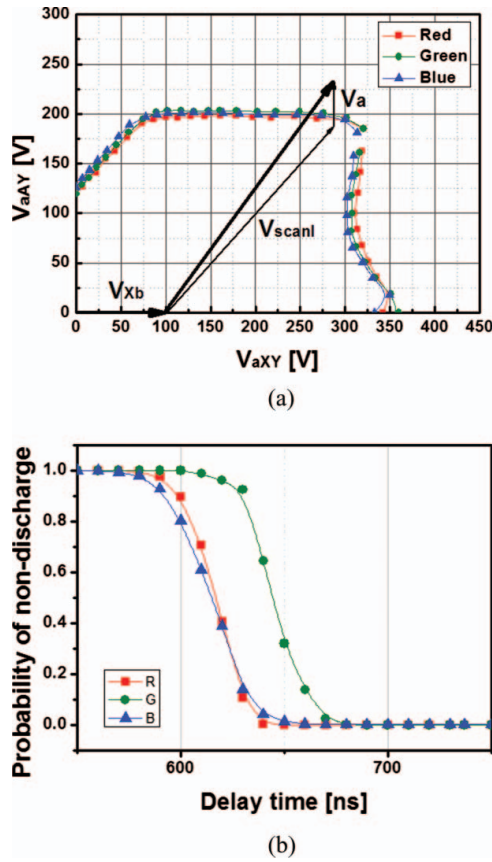 300
250
200
150
100
50
0
VaAY [V]
Red
Green
Blue
Va
Vscanl
VXb
0 50 100 150 200 250 300 350 400 450
VaXY [V]
(a)
1.0
0.8
0.6
0.4
0.2
0.0
Probability of non-discharge
R
G
B
600 700
Delay time [ns]
(b)